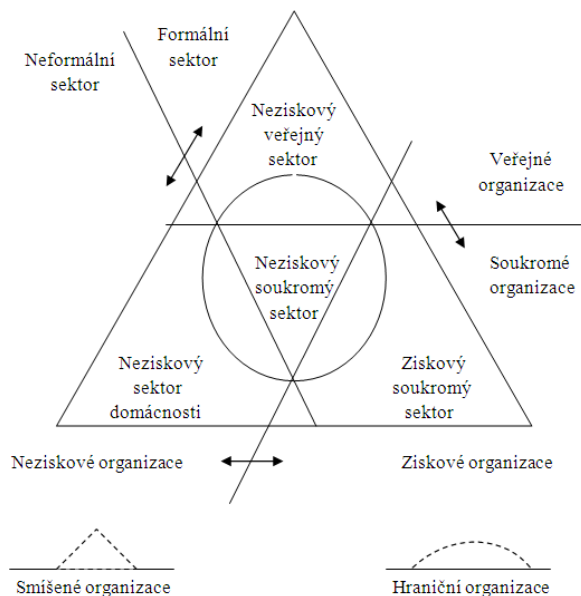 Formální
sektor
Neformální
sektor
Neziskový
veřejný
sektor
Veřejné
organizace
Neziskový
soukromý
sektor
Soukromé
organizace
Neziskový
sektor
domácnosti
Ziskový
soukromý
sektor
Neziskové organizace
Ziskové organizace
Smíšené organizace
Hraniční organizace